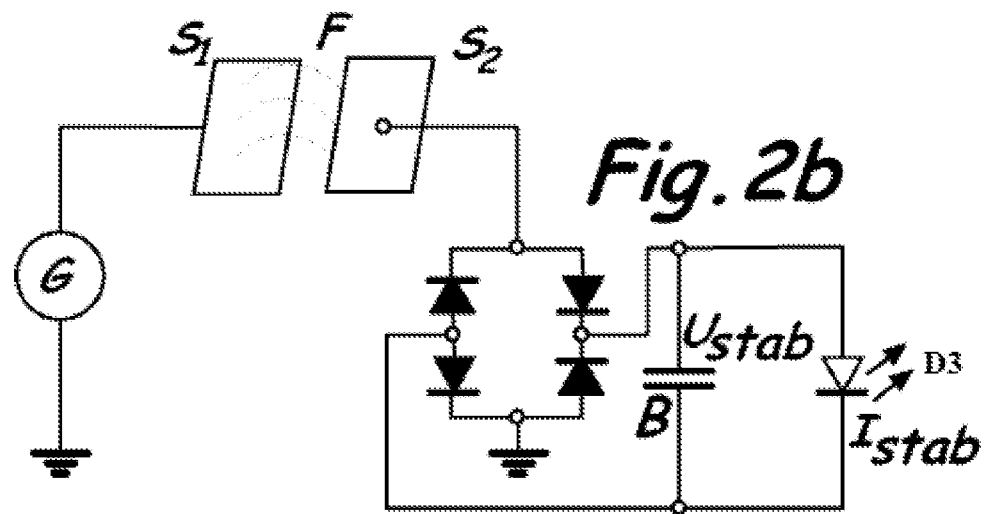 S1 F S2
Fig. 2b
G
Ustab
D3
B
Istab